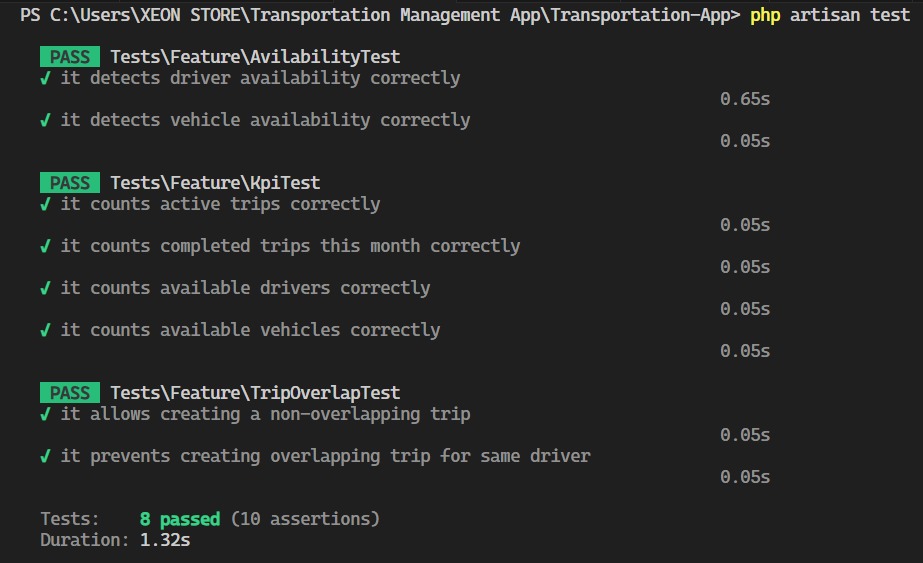 PS C:\Users\XEON STORE\Transportation Management App\Transportation-App> php artisan test
PASS Tests\Feature\AvilabilityTest
✓ it detects driver availability correctly
0.65s
✓ it detects vehicle availability correctly
0.05s
PASS Tests\Feature\KpiTest
✓ it counts active trips correctly
0.05s
✓ it counts completed trips this month correctly
0.05s
✓ it counts available drivers correctly
0.05s
✓ it counts available vehicles correctly
0.05s
PASS Tests\Feature\TripOverlapTest
✓ it allows creating a non-overlapping trip
0.05s
✓ it prevents creating overlapping trip for same driver
0.05s
Tests: 8 passed (10 assertions)
Duration: 1.32s